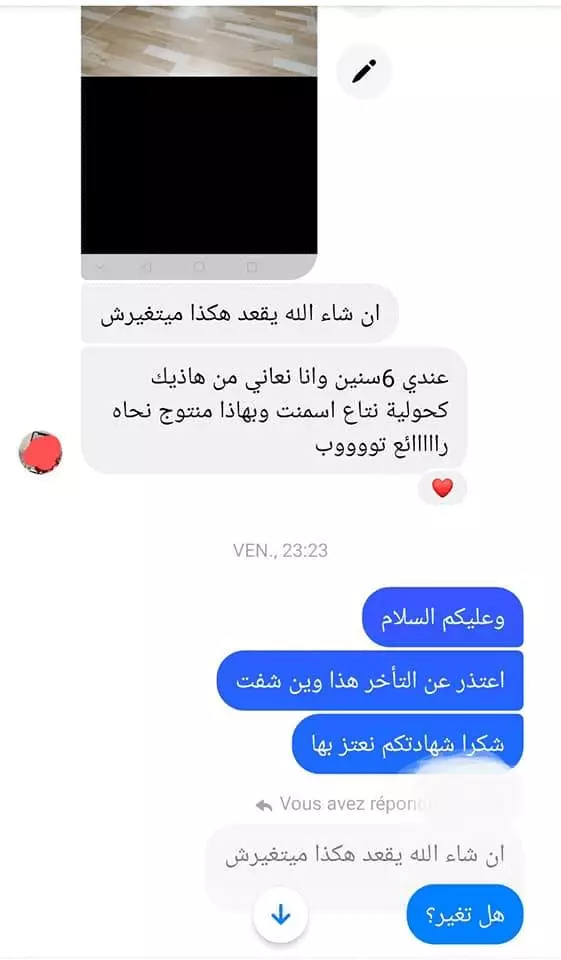 ان شاء الله يقعد هكذا ميتغيرش
عندي 6سنين وانا نعاني من هاذيك
كحولية نتاع اسمنت وبهاذا منتوج نحاه
رااااائع توووووب
VEN., 23:23
وعليكم السلام
اعتذر عن التأخر هذا وين شفت
شكرا شهادتكم نعتز بها
Vous avez
ان شاء الله يقعد هكذا ميتغيرش
هل تغير؟